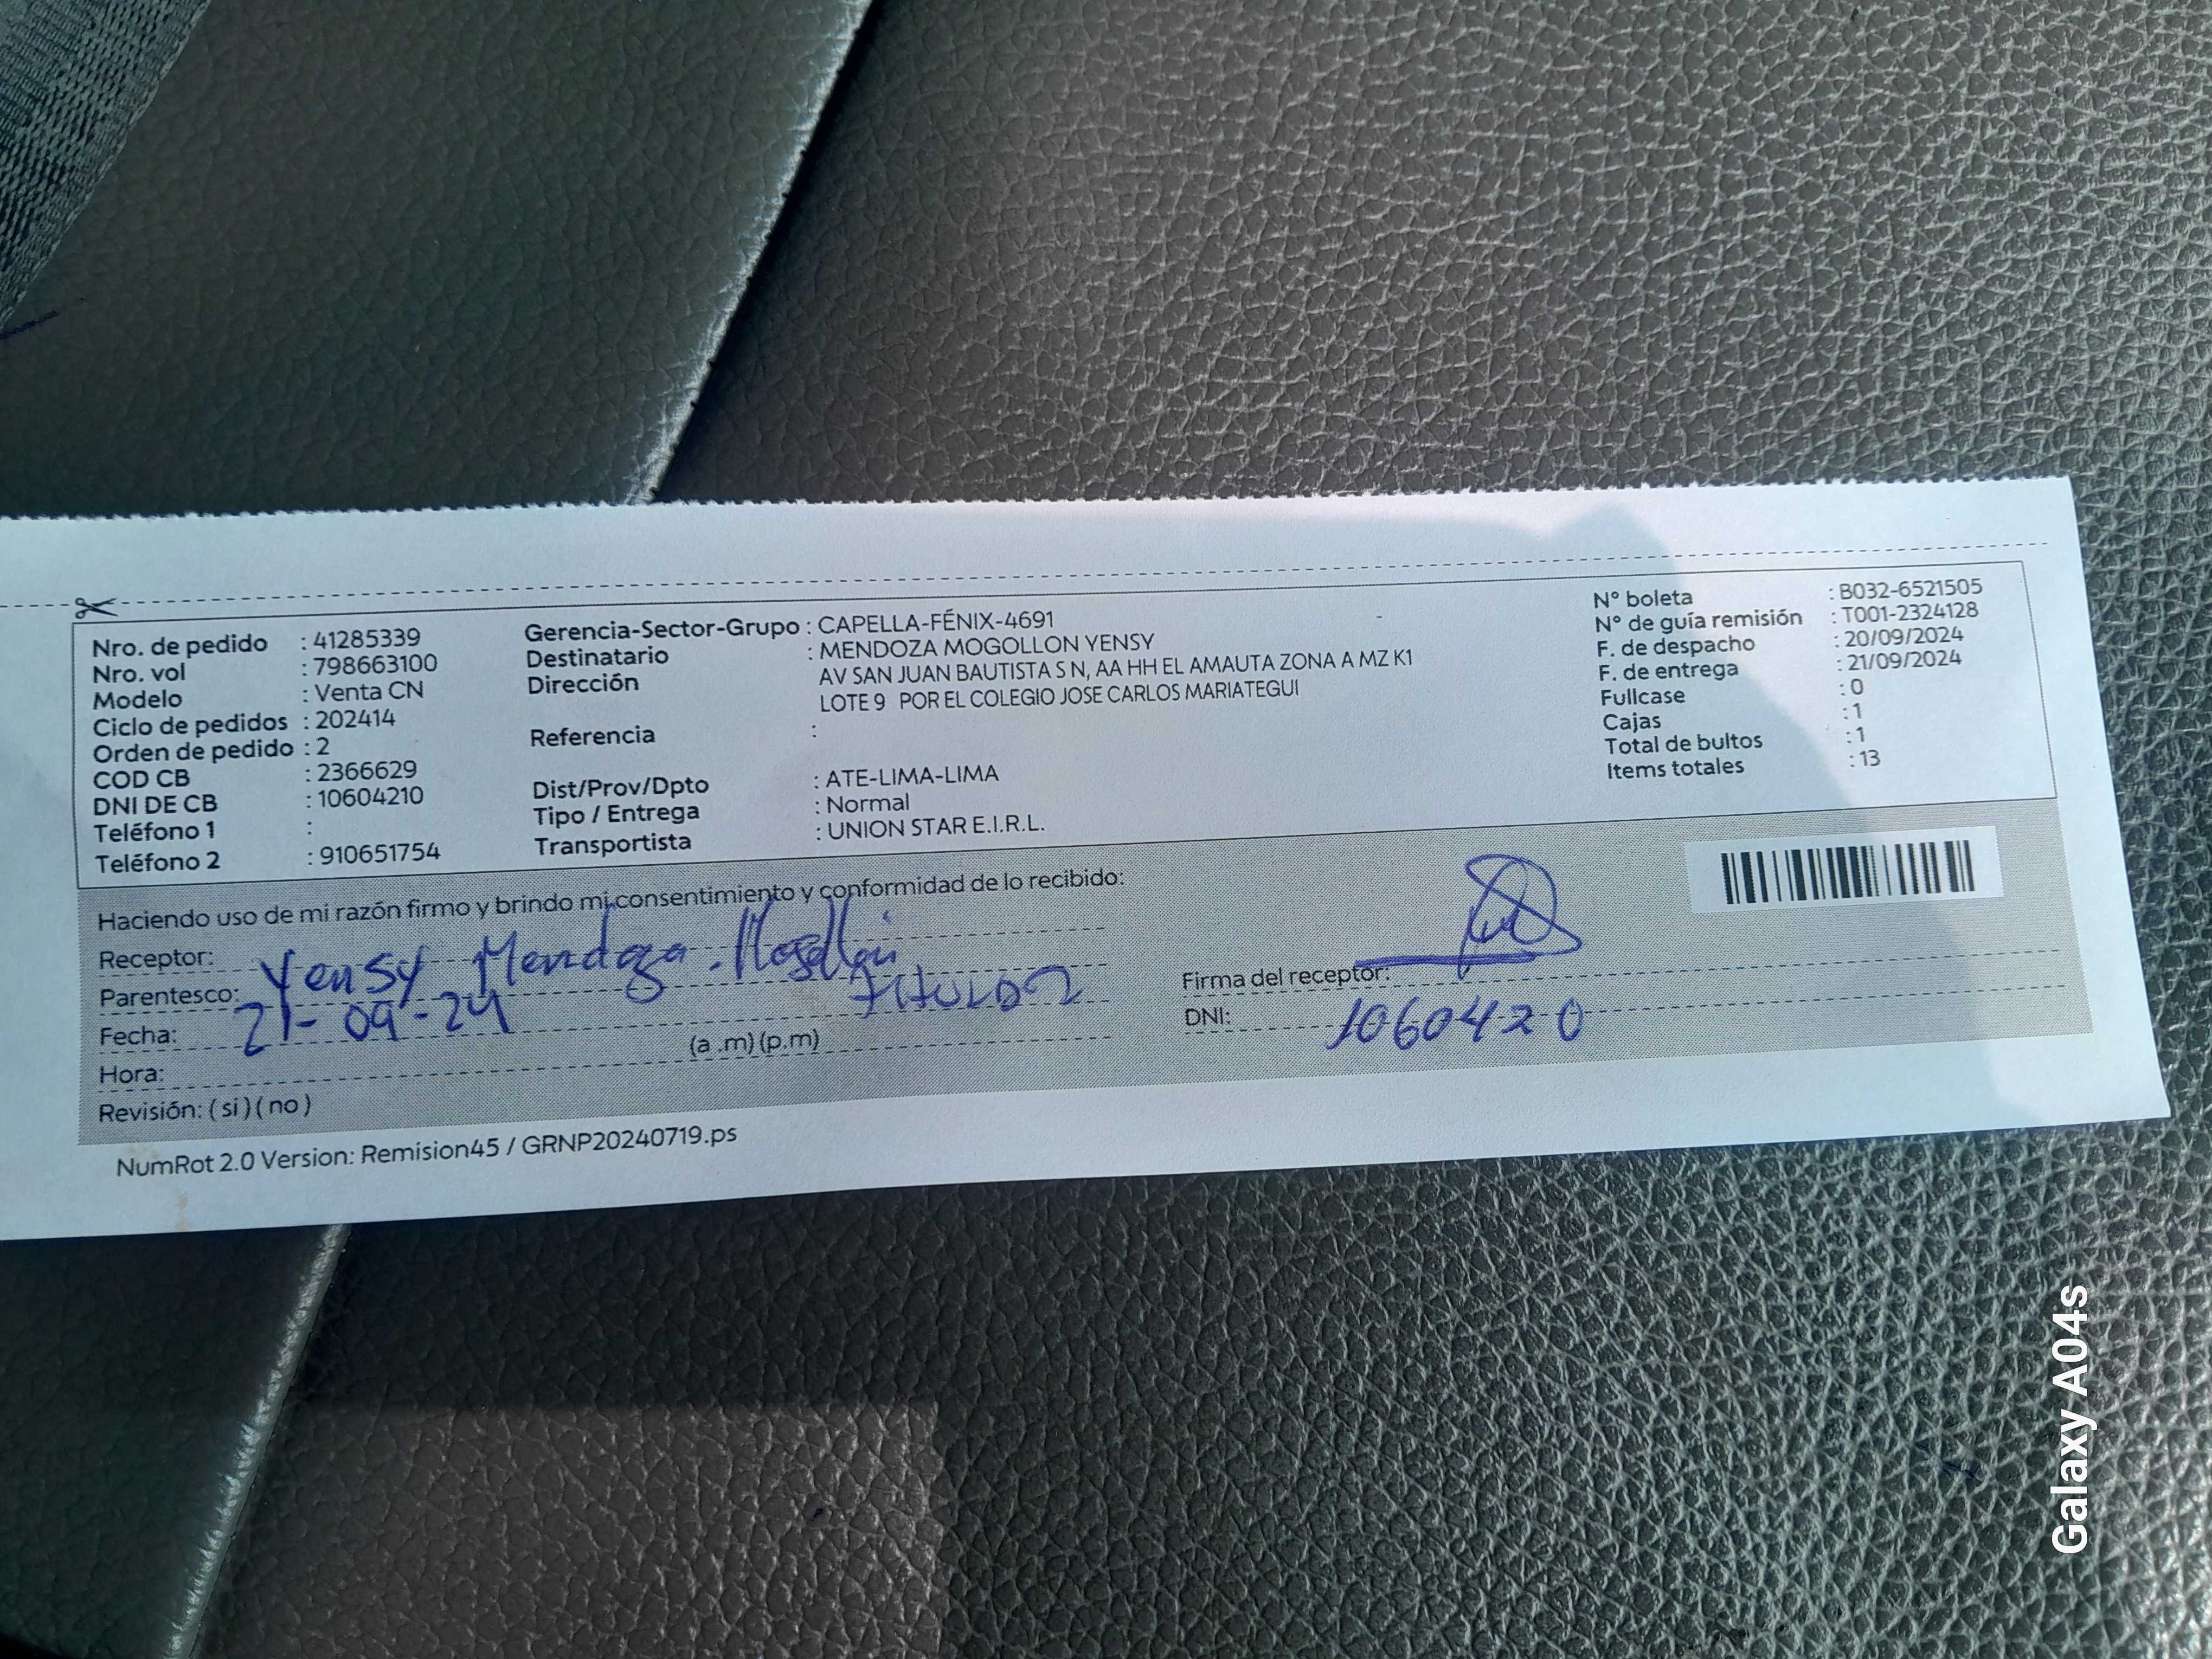 Nro. de pedido : 41285339
Nro. vol : 798663100
Modelo : Venta CN
Ciclo de pedidos : 202414
Orden de pedido : 2
COD CB : 2366629
DNI DE CB : 10604210
Teléfono 1 :
Teléfono 2 : 910651754
Gerencia-Sector-Grupo : CAPELLA-FÉNIX-4691
Destinatario : MENDOZA MOGOLLON YENSY
Dirección AV SAN JUAN BAUTISTA S N, AA HH EL AMAUTA ZONA A MZ K1
LOTE 9 POR EL COLEGIO JOSE CARLOS MARIATEGUI
Referencia :
Dist/Prov/Dpto : ATE-LIMA-LIMA
Tipo / Entrega : Normal
Transportista : UNION STAR E.I.R.L.
N° boleta : B032-6521505
N° de guía remisión : T001-2324128
F. de despacho : 20/09/2024
F. de entrega : 21/09/2024
Fullcase : 0
Cajas : 1
Total de bultos : 1
Items totales : 13
Haciendo uso de mi razón firmo y brindo mi consentimiento y conformidad de lo recibido:
Receptor: Yensy Mendoza Mogollon
Parentesco: titular
Fecha: 21-09-24
Hora: (a .m) (p.m)
Revisión: ( si ) ( no )
Firma del receptor:
DNI: 1060420
NumRot 2.0 Version: Remision45 / GRNP20240719.ps
Galaxy A04s